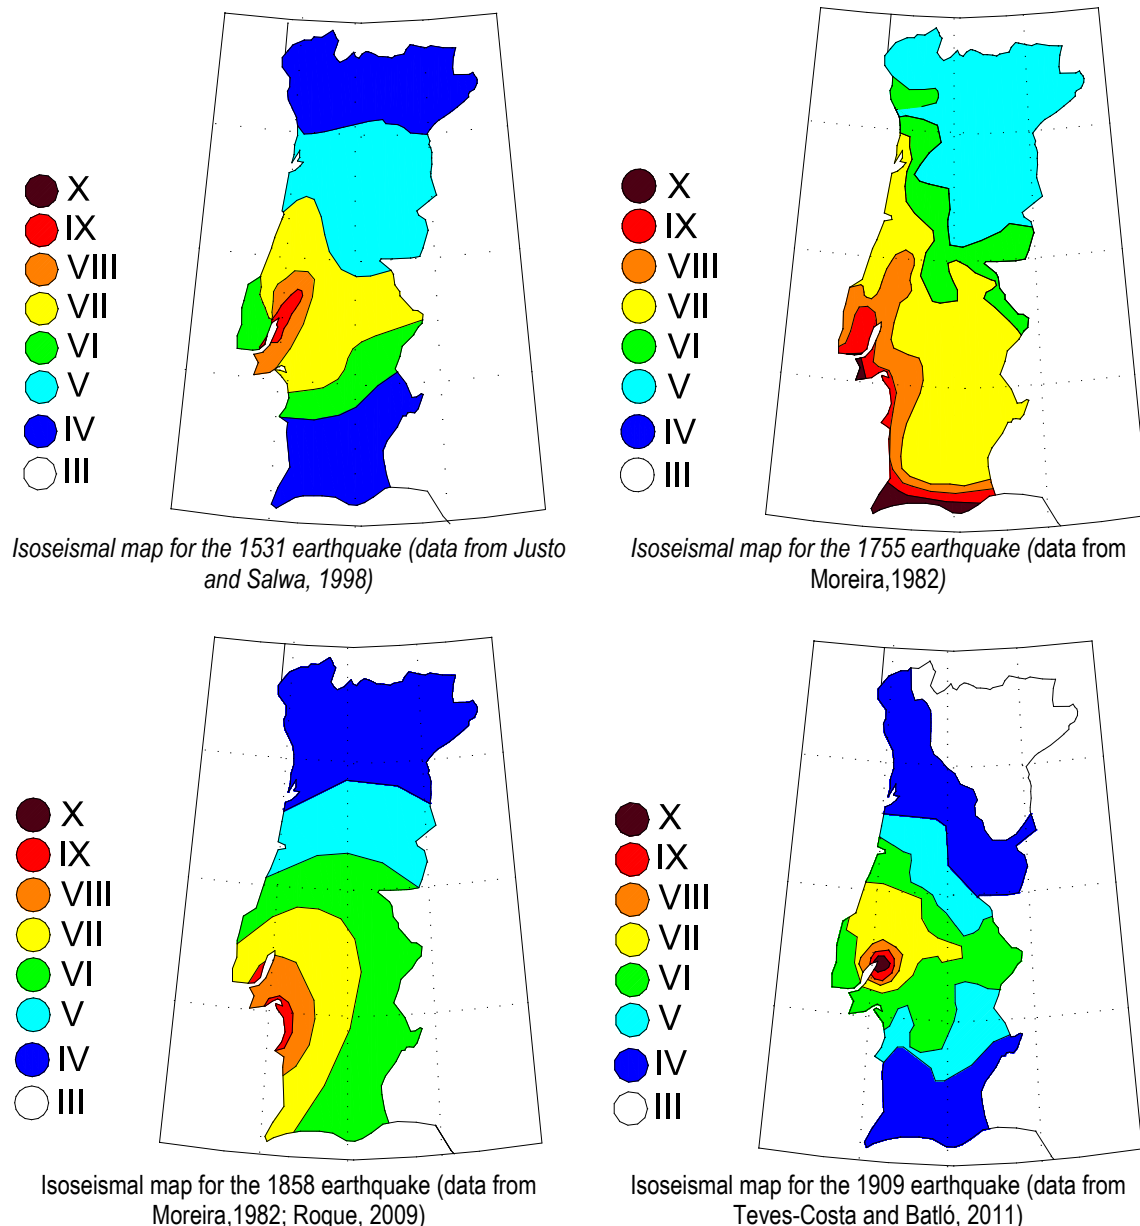 X
IX
VIII
VII
VI
V
IV
III
Isoseismal map for the 1531 earthquake (data from Justo
and Salwa, 1998)
X
IX
VIII
VII
VI
V
IV
III
Isoseismal map for the 1755 earthquake (data from
Moreira,1982)
X
IX
VIII
VII
VI
V
IV
III
Isoseismal map for the 1858 earthquake (data from
Moreira,1982; Roque, 2009)
X
IX
VIII
VII
VI
V
IV
III
Isoseismal map for the 1909 earthquake (data from
Teves-Costa and Batló, 2011)